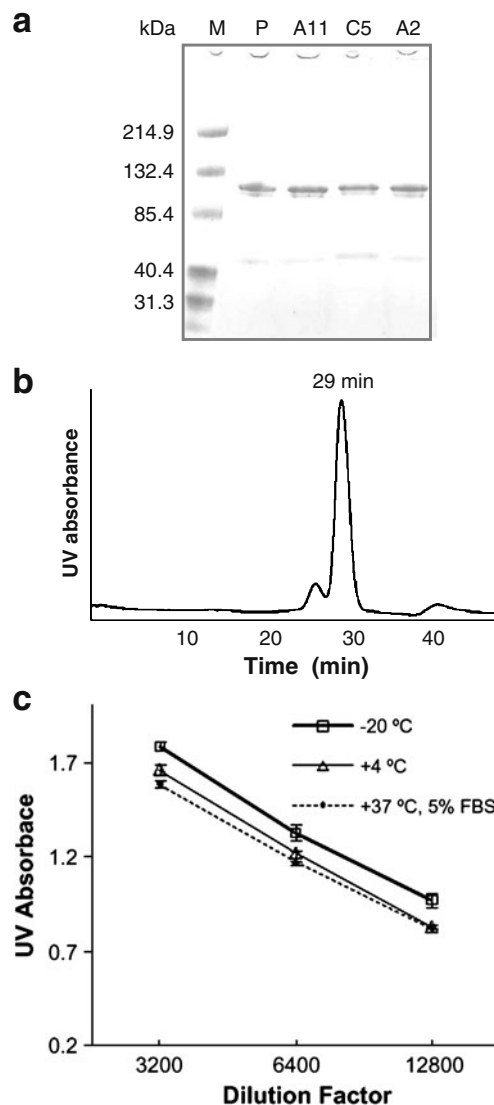 a
kDa M P A11 C5 A2
214.9
132.4
85.4
40.4
31.3
b
29 min
UV absorbance
10 20 30 40
Time (min)
c
-20 ºC
+4 ºC
+37 ºC, 5% FBS
1.7
1.2
0.7
0.2
UV Absorbace
3200 6400 12800
Dilution Factor